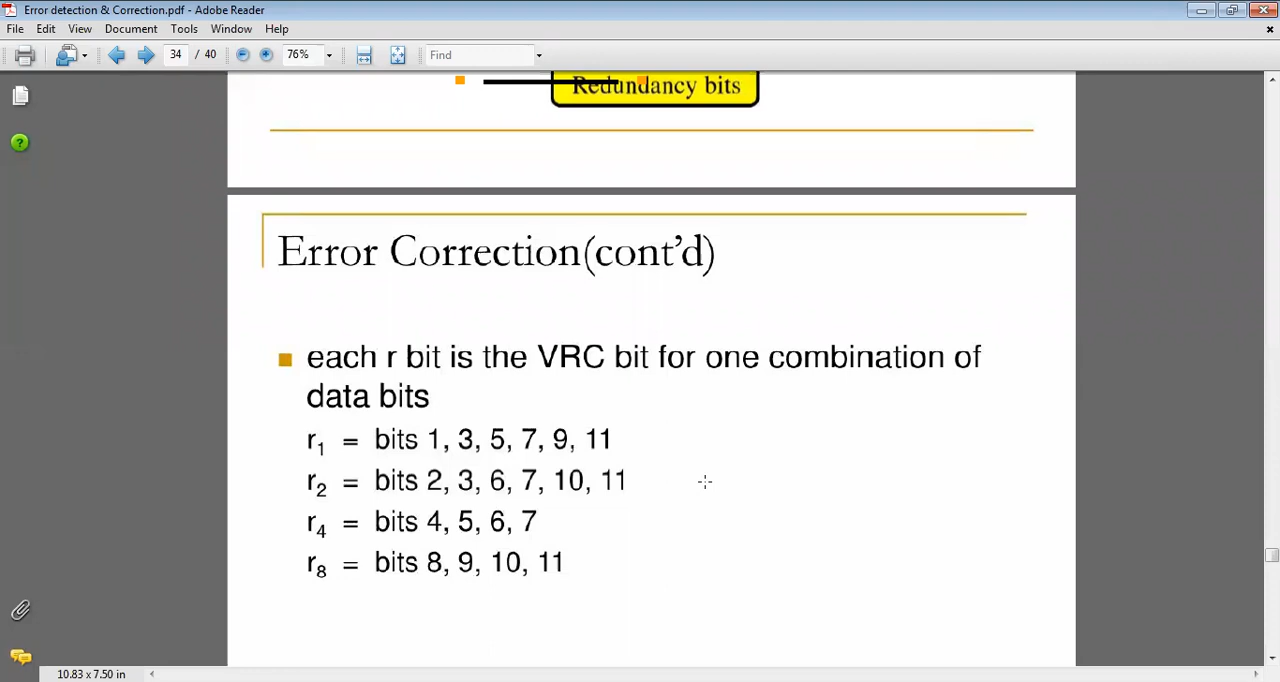 Error detection & Correction.pdf - Adobe Reader
File Edit View Document Tools Window Help
34 / 40 76% Find
Redundancy bits
Error Correction(cont’d)
each r bit is the VRC bit for one combination of
data bits
r1 = bits 1, 3, 5, 7, 9, 11
r2 = bits 2, 3, 6, 7, 10, 11
r4 = bits 4, 5, 6, 7
r8 = bits 8, 9, 10, 11
10.83 x 7.50 in